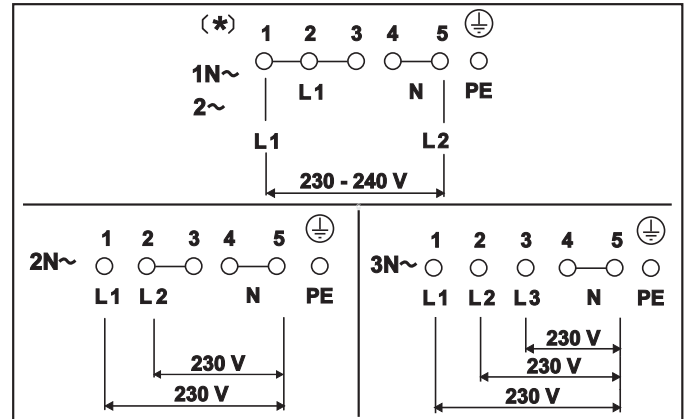 (*) 1 2 3 4 5
1N~ L1 N PE
2~
L1 L2
230 - 240 V
1 2 3 4 5
2N~
L1 L2 N PE
230 V
230 V
1 2 3 4 5
3N~
L1 L2 L3 N PE
230 V
230 V
230 V